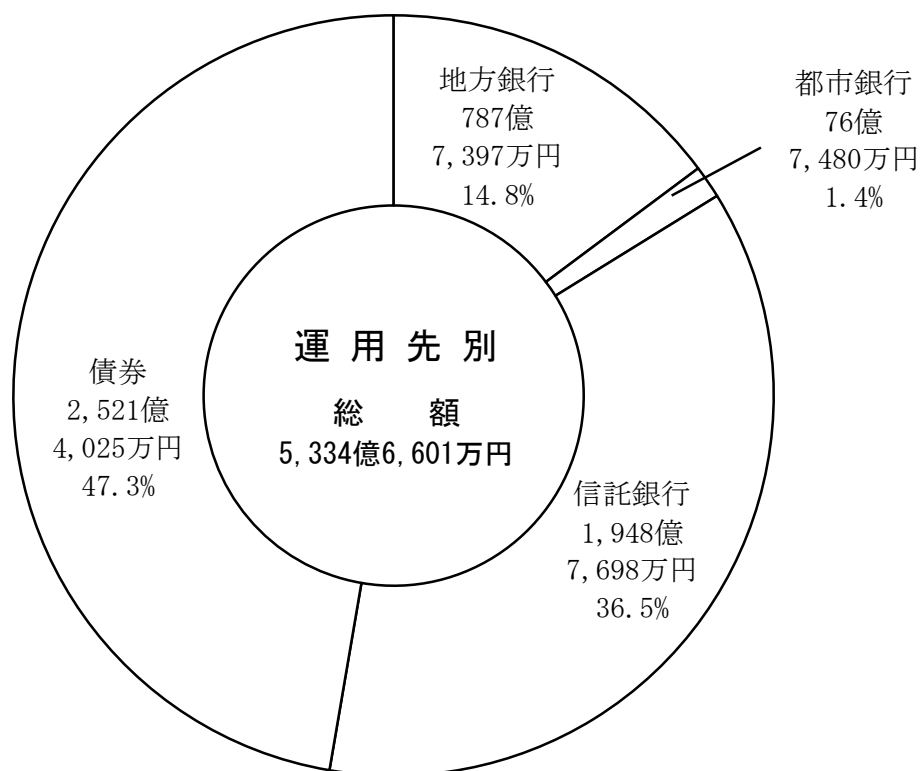 地方銀行
787億
7,397万円
14.8%
都市銀行
76億
7,480万円
1.4%
運用先別
総　額
5,334億6,601万円
債券
2,521億
4,025万円
47.3%
信託銀行
1,948億
7,698万円
36.5%